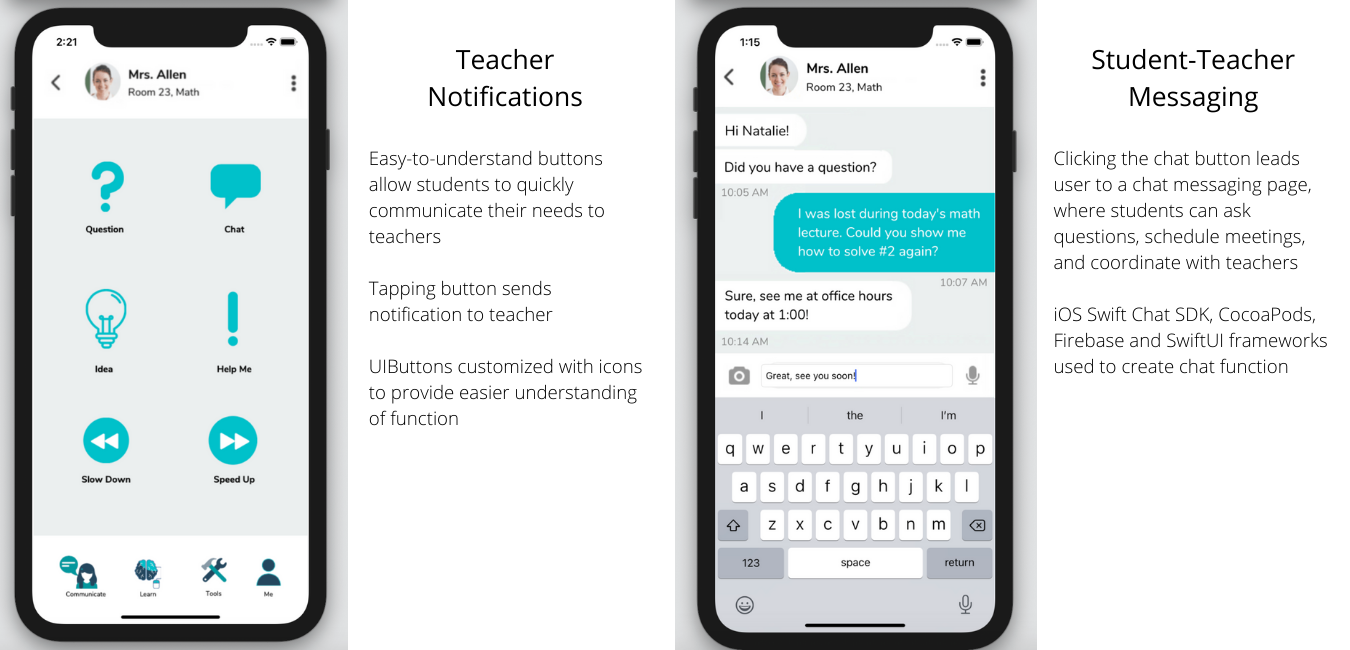 2:21
Mrs. Allen
Room 23, Math
?
Question
Chat
Idea
!
Help Me
Slow Down
Speed Up
Communicate
Learn
Tools
Me
Teacher
Notifications
Easy-to-understand buttons
allow students to quickly
communicate their needs to
teachers
Tapping button sends
notification to teacher
UIButtons customized with icons
to provide easier understanding
of function
1:15
Mrs. Allen
Room 23, Math
Hi Natalie!
Did you have a question?
10:05 AM
I was lost during today's math
lecture. Could you show me
how to solve #2 again?
10:07 AM
Sure, see me at office hours
today at 1:00!
10:14 AM
Great, see you soon!
I the I'm
q w e r t y u i o p
a s d f g h j k l
z x c v b n m
123 space return
Student-Teacher
Messaging
Clicking the chat button leads
user to a chat messaging page,
where students can ask
questions, schedule meetings,
and coordinate with teachers
iOS Swift Chat SDK, CocoaPods,
Firebase and SwiftUI frameworks
used to create chat function